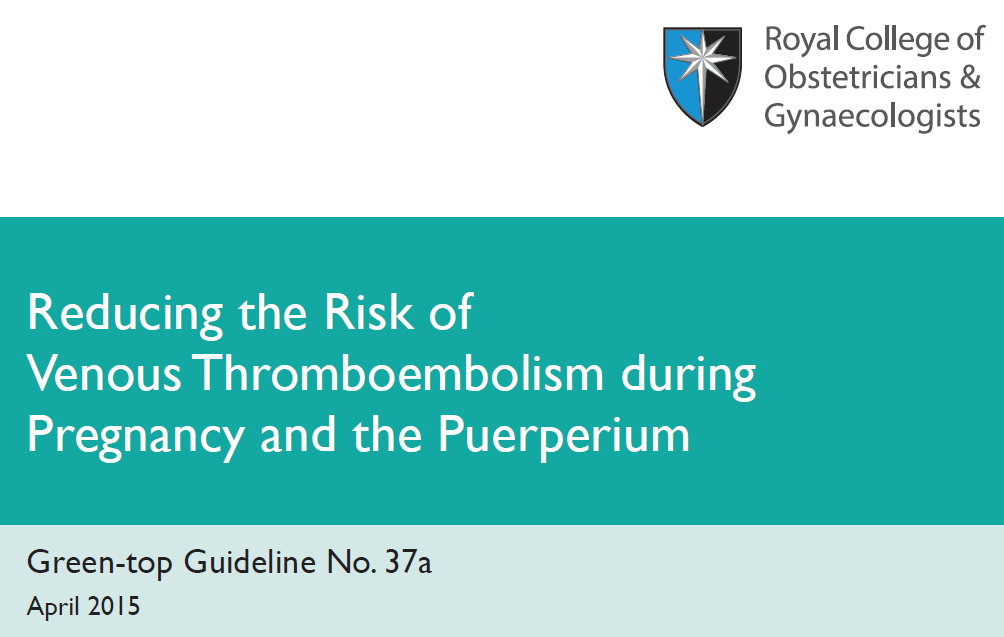 Royal College of
Obstetricians &
Gynaecologists
Reducing the Risk of
Venous Thromboembolism during
Pregnancy and the Puerperium
Green-top Guideline No. 37a
April 2015